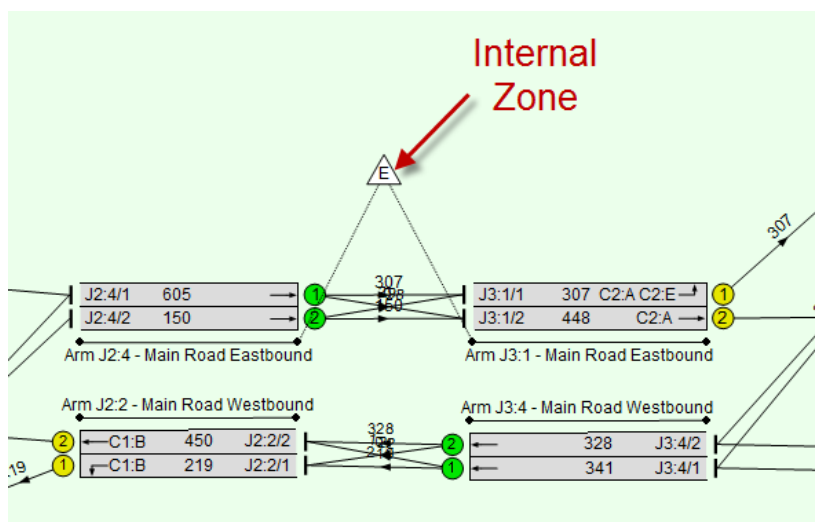 Internal
Zone
E
307
307
150
J2:4/1 605 1
J3:1/1 307 C2:A C2:E 1
J2:4/2 150 2
J3:1/2 448 C2:A 2
Arm J2:4 - Main Road Eastbound
Arm J3:1 - Main Road Eastbound
Arm J2:2 - Main Road Westbound
Arm J3:4 - Main Road Westbound
328
2 C1:B 450 J2:2/2
2 328 J3:4/2
219
1 C1:B 219 J2:2/1
1 341 J3:4/1